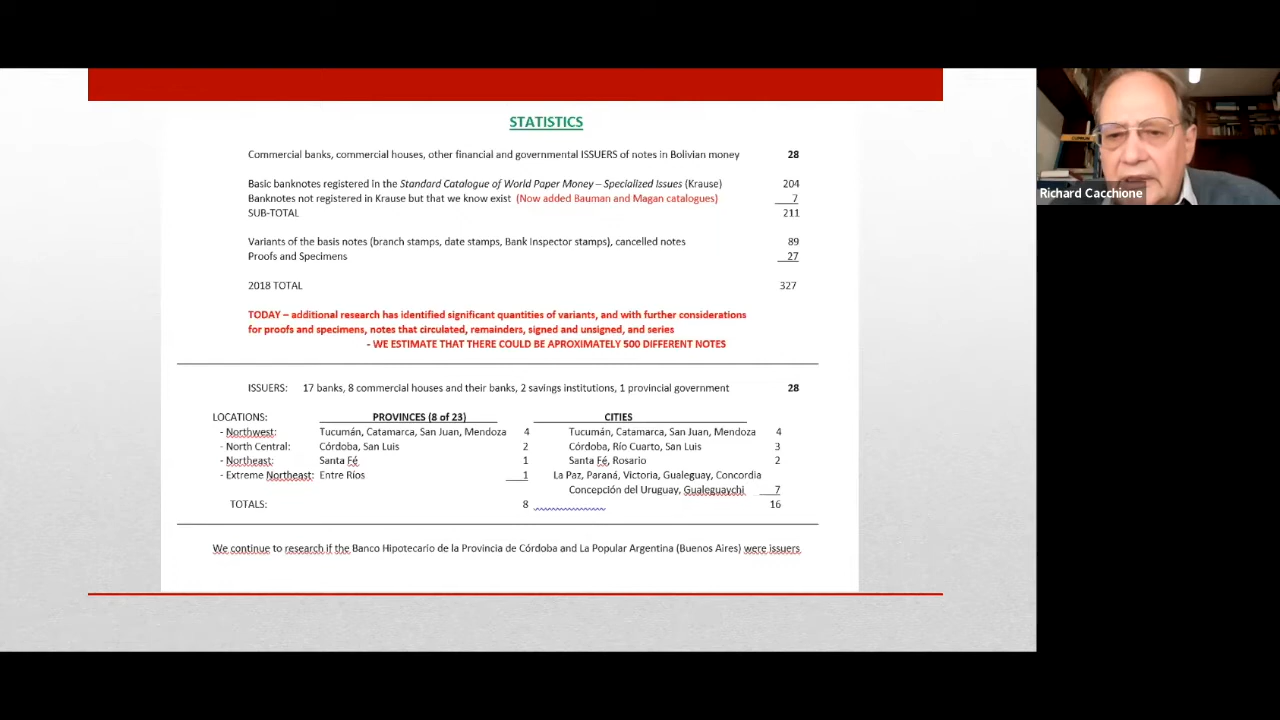 STATISTICS
Commercial banks, commercial houses, other financial and governmental ISSUERS of notes in Bolivian money 28
Basic banknotes registered in the Standard Catalogue of World Paper Money – Specialized Issues (Krause) 204
Banknotes not registered in Krause but that we know exist (Now added Bauman and Magan catalogues) 7
SUB-TOTAL 211
Variants of the basis notes (branch stamps, date stamps, Bank Inspector stamps), cancelled notes 89
Proofs and Specimens 27
2018 TOTAL 327
TODAY – additional research has identified significant quantities of variants, and with further considerations
for proofs and specimens, notes that circulated, remainders, signed and unsigned, and series
- WE ESTIMATE THAT THERE COULD BE APROXIMATELY 500 DIFFERENT NOTES
ISSUERS: 17 banks, 8 commercial houses and their banks, 2 savings institutions, 1 provincial government 28
LOCATIONS: PROVINCES (8 of 23) CITIES
- Northwest: Tucumán, Catamarca, San Juan, Mendoza 4 Tucumán, Catamarca, San Juan, Mendoza 4
- North Central: Córdoba, San Luis 2 Córdoba, Río Cuarto, San Luis 3
- Northeast: Santa Fé 1 Santa Fé, Rosario 2
- Extreme Northeast: Entre Ríos 1 La Paz, Paraná, Victoria, Gualeguay, Concordia
Concepción del Uruguay, Gualeguaychi 7
TOTALS: 8 16
We continue to research if the Banco Hipotecario de la Provincia de Córdoba and La Popular Argentina (Buenos Aires) were issuers
Richard Cacchione